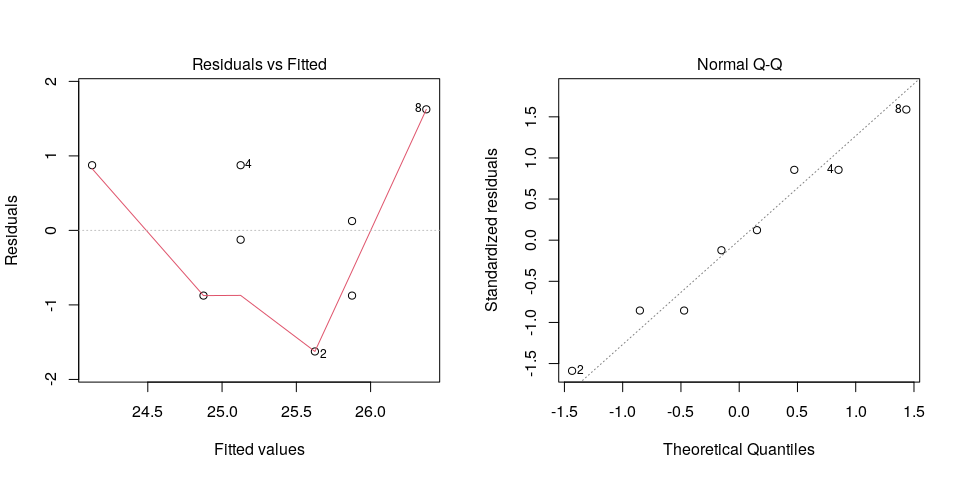 Residuals vs Fitted
Residuals
2
1
0
-1
-2
8
4
2
24.5 25.0 25.5 26.0
Fitted values
Normal Q-Q
Standardized residuals
1.5
1.0
0.5
0.0
-0.5
-1.0
-1.5
8
4
2
-1.5 -1.0 -0.5 0.0 0.5 1.0 1.5
Theoretical Quantiles